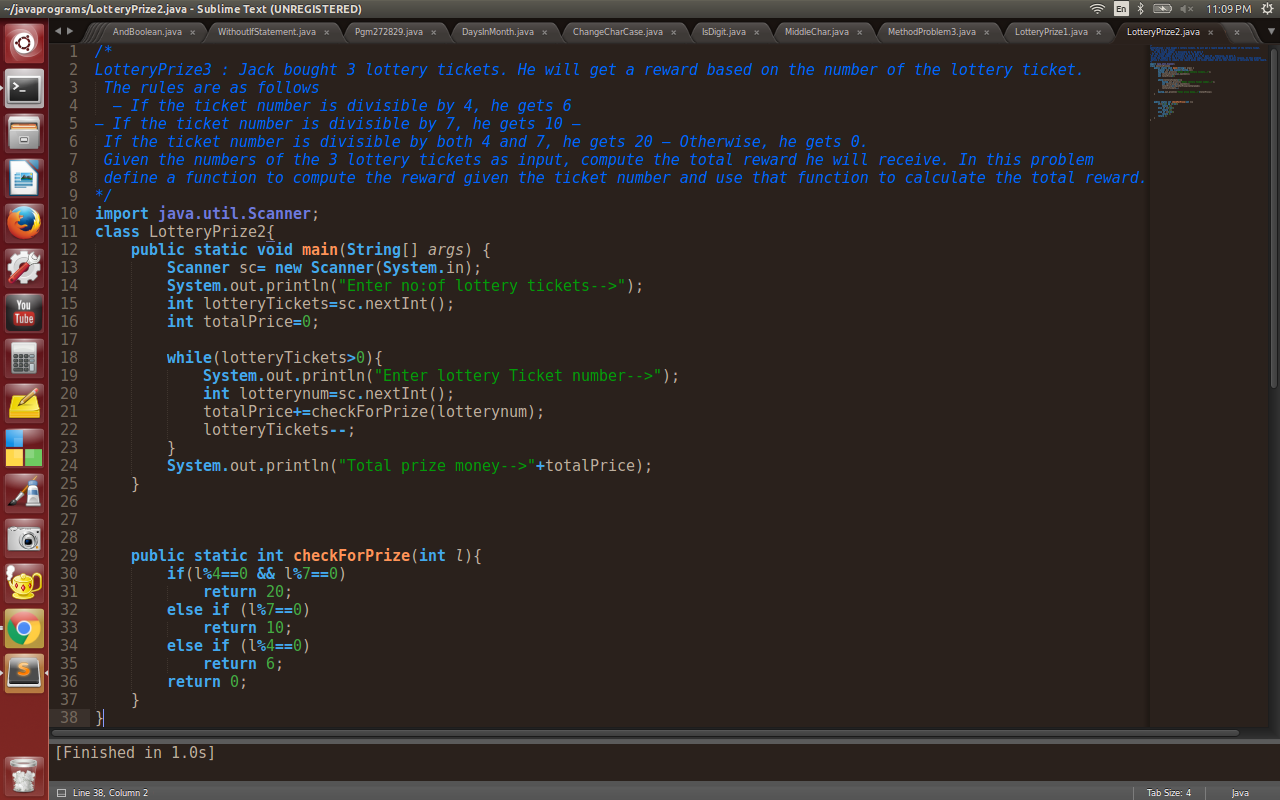 ~/javaprograms/LotteryPrize2.java - Sublime Text (UNREGISTERED)
En
11:09 PM
AndBoolean.java
WithoutIfStatement.java
Pgm272829.java
DaysInMonth.java
ChangeCharCase.java
IsDigit.java
MiddleChar.java
MethodProblem3.java
LotteryPrize1.java
LotteryPrize2.java
1 /*
2 LotteryPrize3 : Jack bought 3 lottery tickets. He will get a reward based on the number of the lottery ticket.
3 The rules are as follows
4 – If the ticket number is divisible by 4, he gets 6
5 – If the ticket number is divisible by 7, he gets 10 –
6 If the ticket number is divisible by both 4 and 7, he gets 20 – Otherwise, he gets 0.
7 Given the numbers of the 3 lottery tickets as input, compute the total reward he will receive. In this problem
8 define a function to compute the reward given the ticket number and use that function to calculate the total reward.
9 */
10 import java.util.Scanner;
11 class LotteryPrize2{
12 public static void main(String[] args) {
13 Scanner sc= new Scanner(System.in);
14 System.out.println("Enter no:of lottery tickets-->");
15 int lotteryTickets=sc.nextInt();
16 int totalPrice=0;
17
18 while(lotteryTickets>0){
19 System.out.println("Enter lottery Ticket number-->");
20 int lotterynum=sc.nextInt();
21 totalPrice+=checkForPrize(lotterynum);
22 lotteryTickets--;
23 }
24 System.out.println("Total prize money-->"+totalPrice);
25 }
26
27
28
29 public static int checkForPrize(int l){
30 if(l%4==0 && l%7==0)
31 return 20;
32 else if (l%7==0)
33 return 10;
34 else if (l%4==0)
35 return 6;
36 return 0;
37 }
38 }
You
Tube
[Finished in 1.0s]
Line 38, Column 2
Tab Size: 4
Java